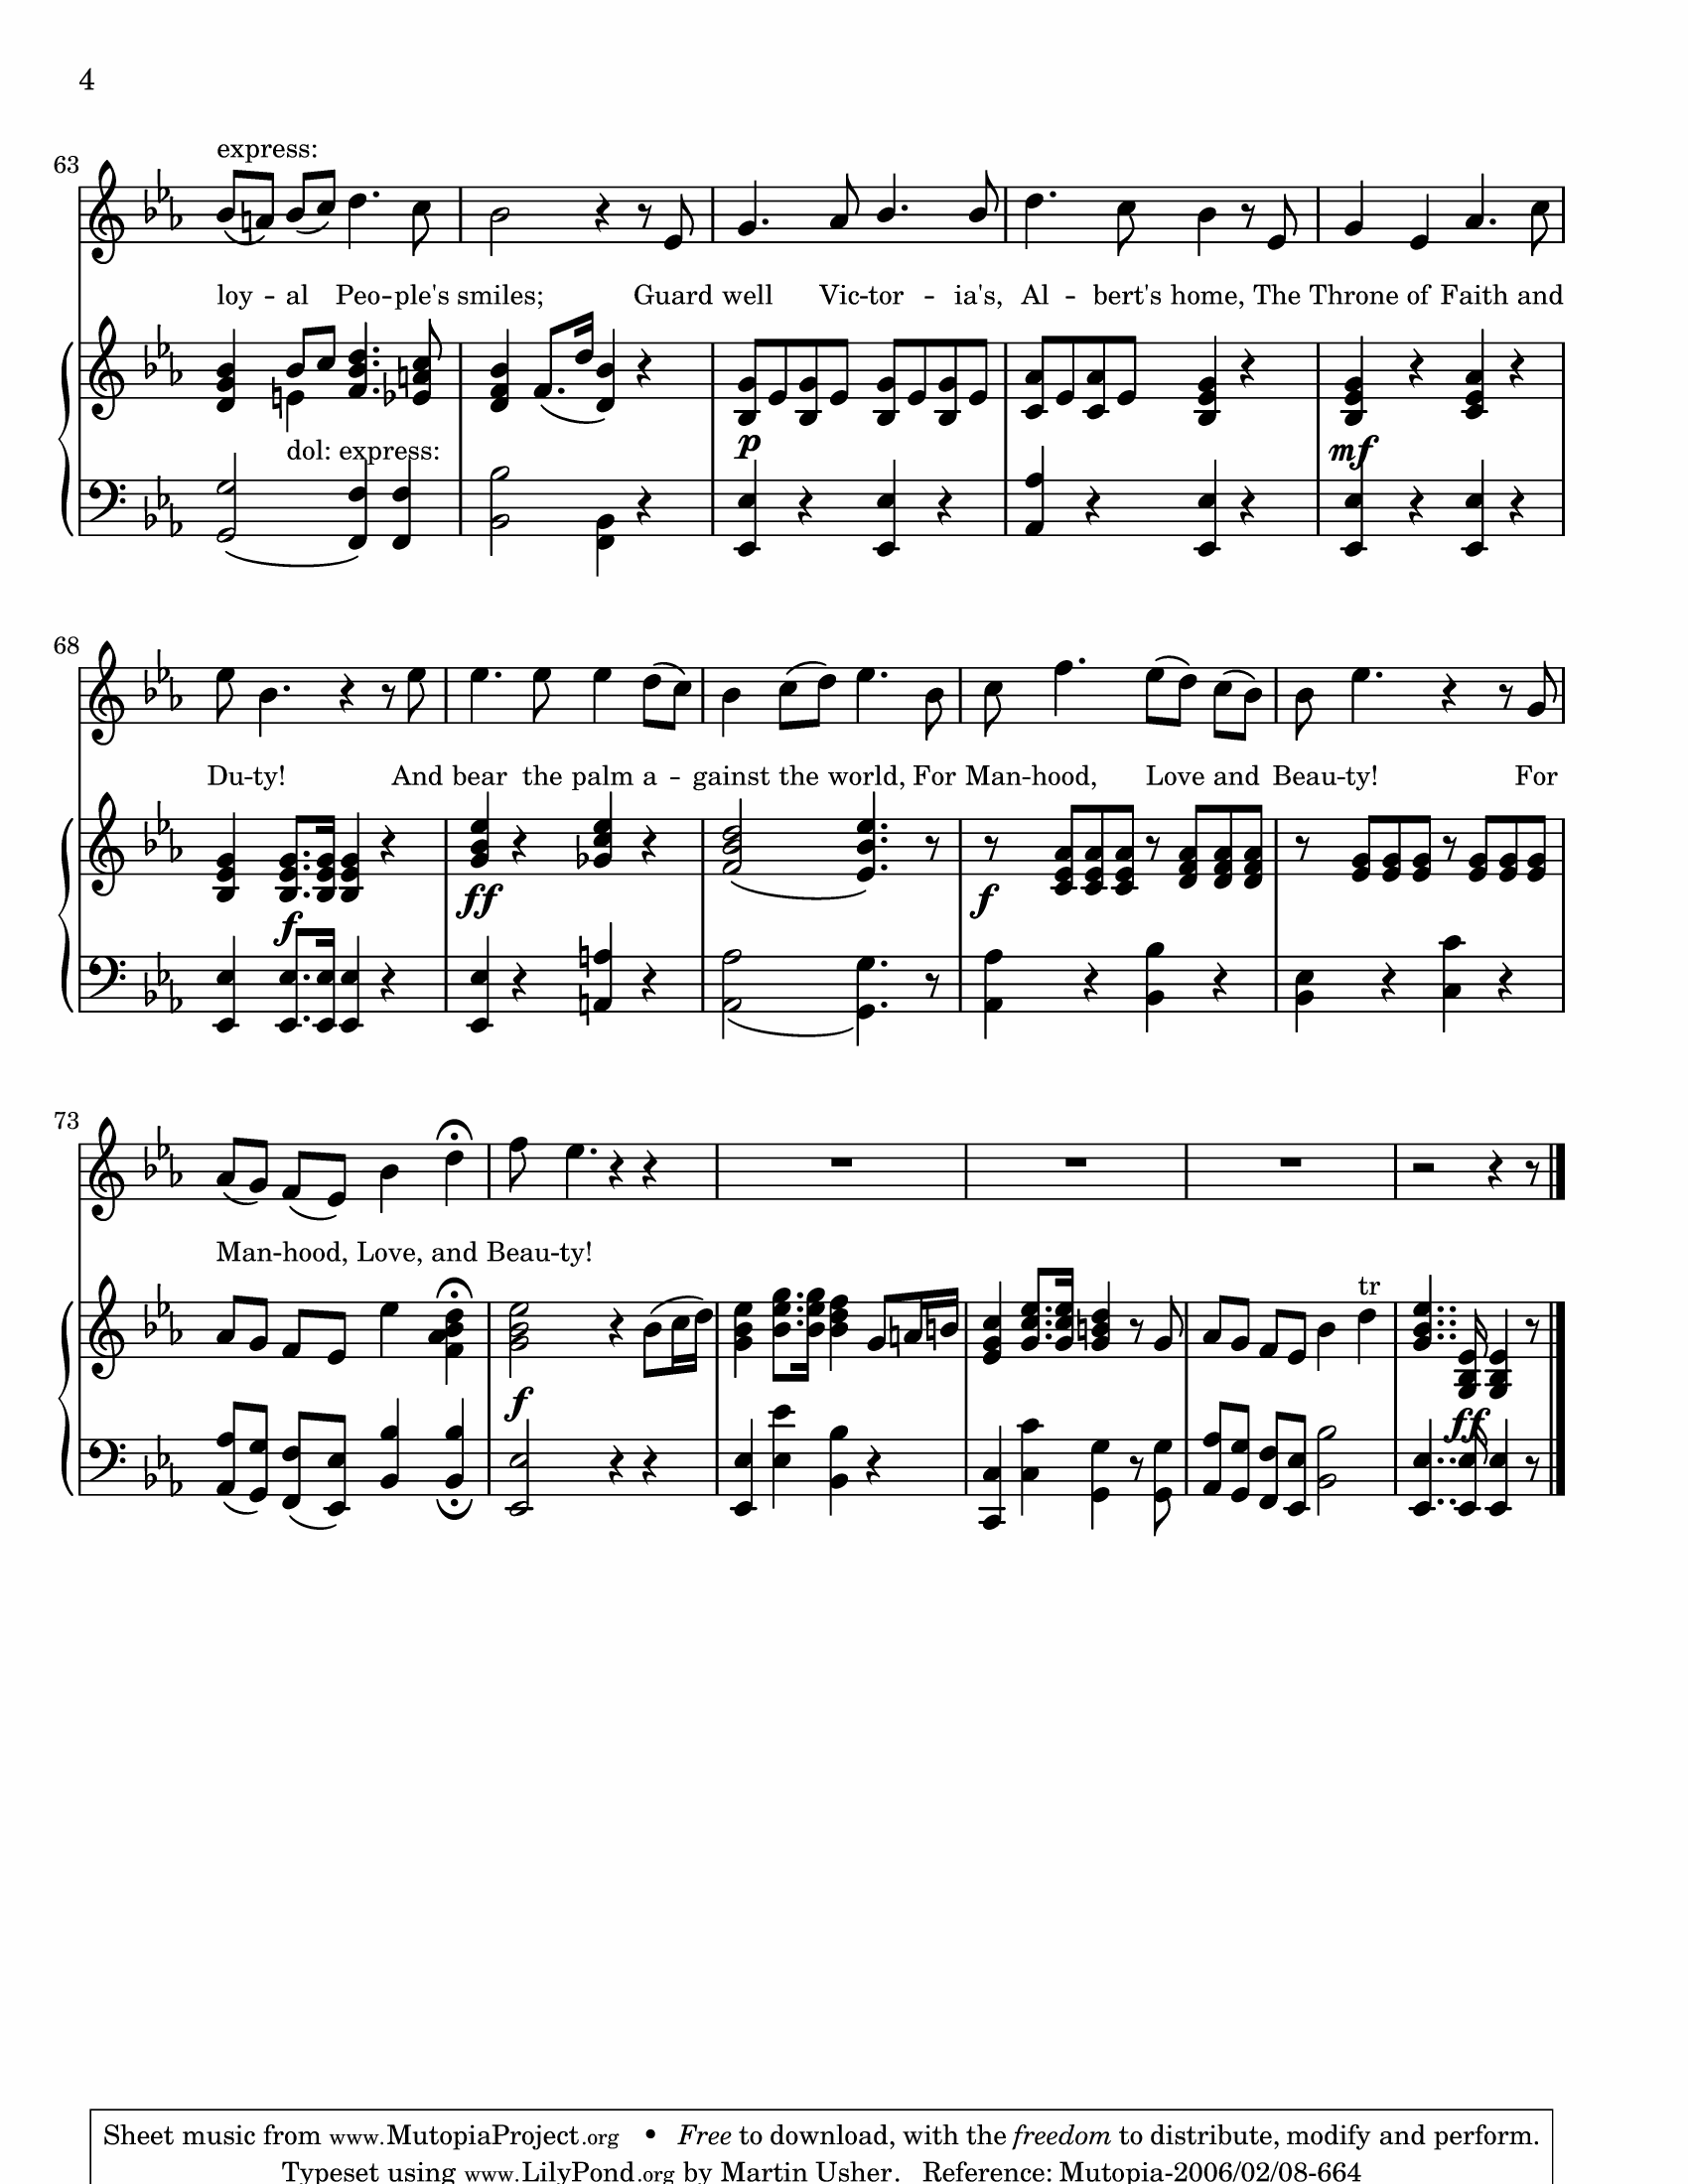 4
63
express:
loy - al Peo - ple's smiles; Guard well Vic - tor - ia's, Al - bert's home, The Throne of Faith and
dol: express:
p
mf
68
Du - ty! And bear the palm a - gainst the world, For Man - hood, Love and Beau - ty! For
f
ff
f
73
Man - hood, Love, and Beau - ty!
tr
f
ff
Sheet music from www.MutopiaProject.org • Free to download, with the freedom to distribute, modify and perform.
Typeset using www.LilyPond.org by Martin Usher. Reference: Mutopia-2006/02/08-664